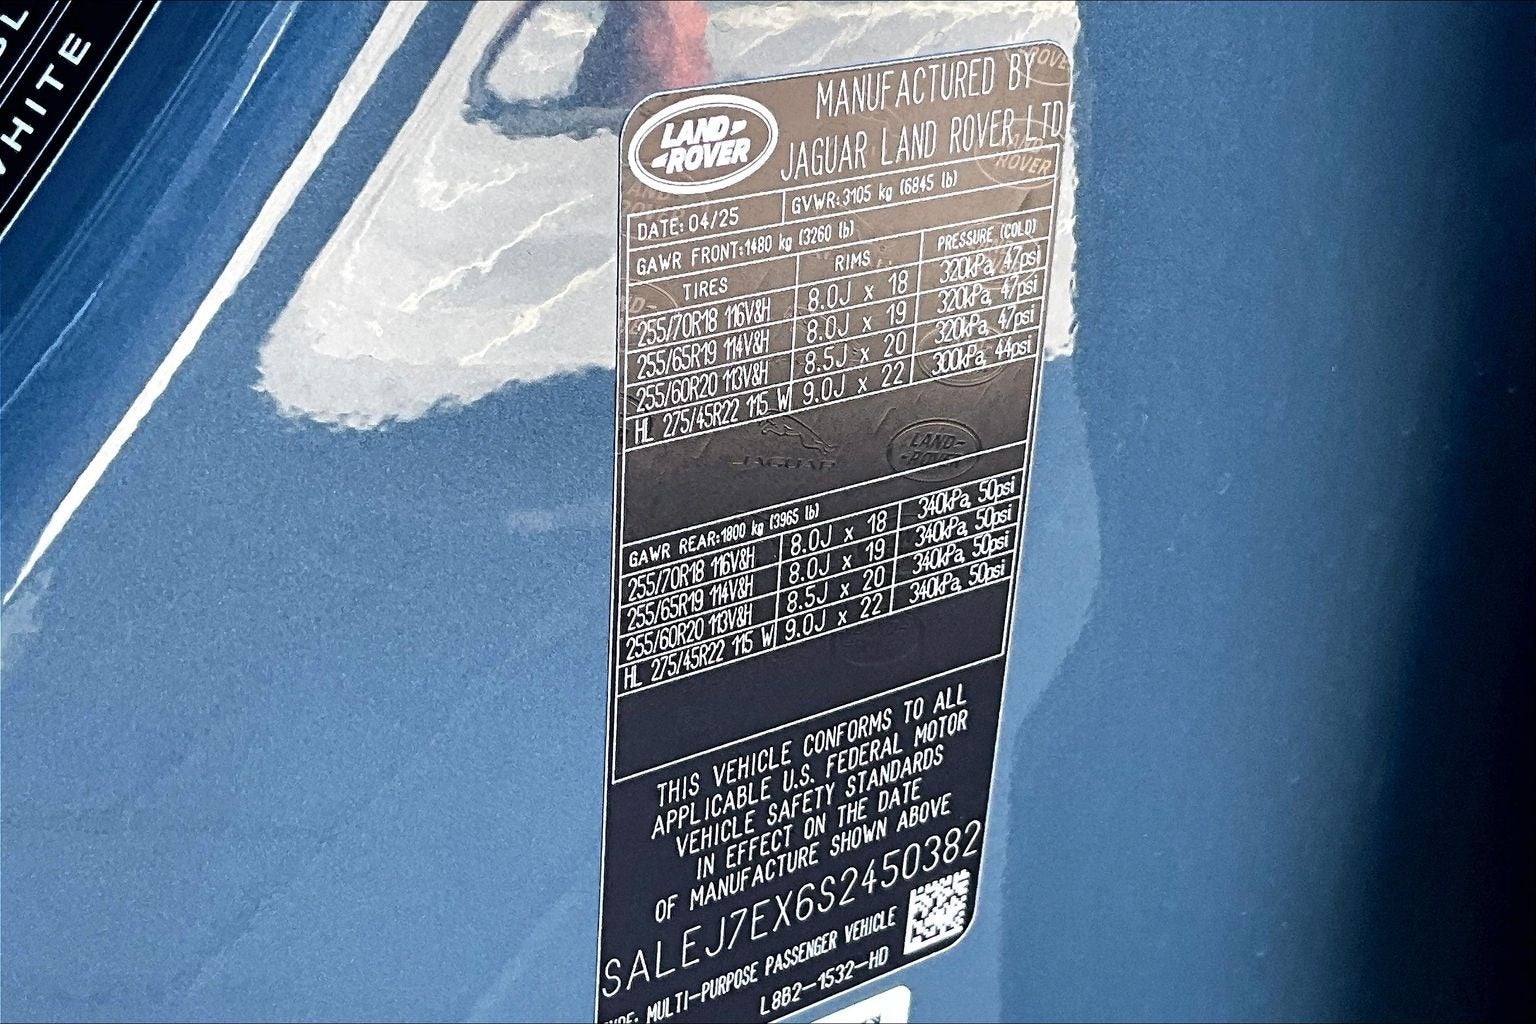 WHITE
LAND ROVER
MANUFACTURED BY
JAGUAR LAND ROVER LTD
DATE: 04/25 GVWR: 3105 kg (6845 lb)
GAWR FRONT: 1480 kg (3260 lb)
TIRES RIMS PRESSURE (COLD)
255/70R18 116V&H 8.0J x 18 320kPa, 47psi
255/65R19 114V&H 8.0J x 19 320kPa, 47psi
255/60R20 113V&H 8.5J x 20 320kPa, 47psi
HL 275/45R22 115 W 9.0J x 22 300kPa, 44psi
JAGUAR LAND ROVER
GAWR REAR: 1800 kg (3965 lb)
255/70R18 116V&H 8.0J x 18 340kPa, 50psi
255/65R19 114V&H 8.0J x 19 340kPa, 50psi
255/60R20 113V&H 8.5J x 20 340kPa, 50psi
HL 275/45R22 115 W 9.0J x 22 340kPa, 50psi
THIS VEHICLE CONFORMS TO ALL
APPLICABLE U.S. FEDERAL MOTOR
VEHICLE SAFETY STANDARDS
IN EFFECT ON THE DATE
OF MANUFACTURE SHOWN ABOVE
SALEJ7EX6S2450382
TYPE: MULTI-PURPOSE PASSENGER VEHICLE
L8B2-1532-HD